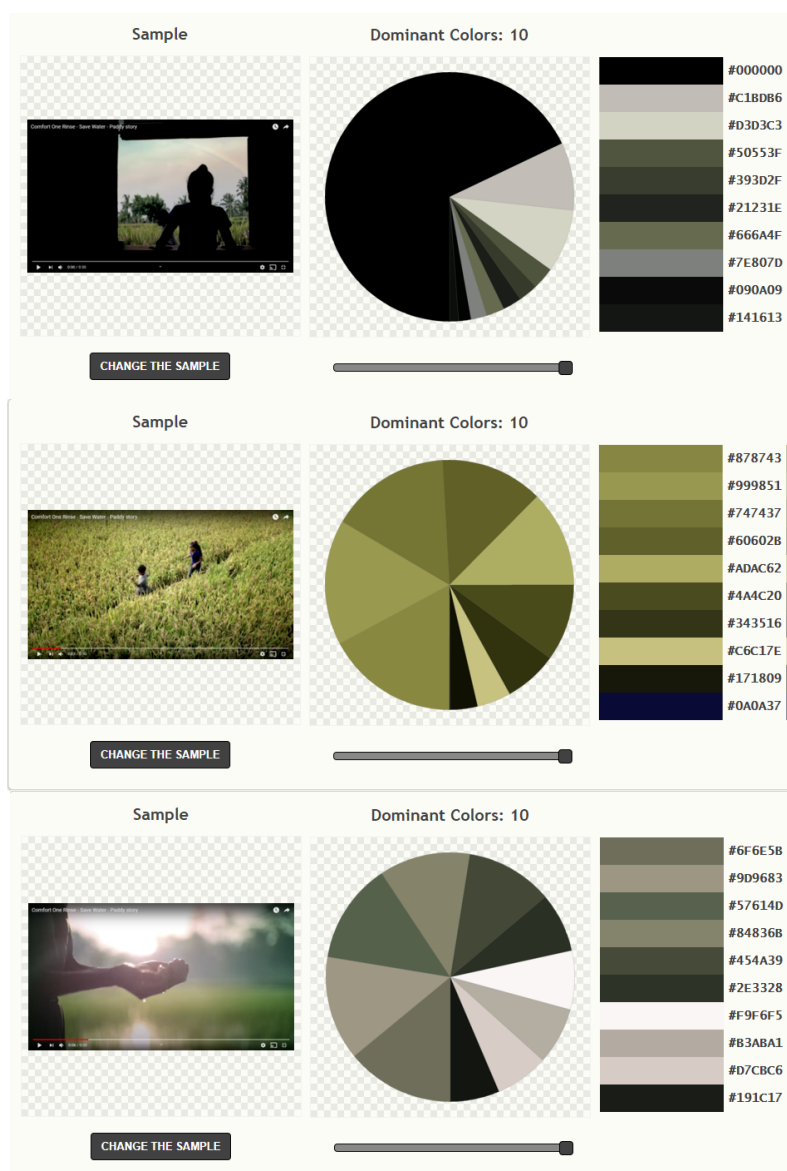 Sample
Dominant Colors: 10
Comfort One Rinse - Save Water - Paddy story
#000000
#C1BDB6
#D3D3C3
#50553F
#393D2F
#21231E
#666A4F
#7E807D
#090A09
#141613
CHANGE THE SAMPLE
Sample
Dominant Colors: 10
Comfort One Rinse - Save Water - Paddy story
#878743
#999851
#747437
#60602B
#ADAC62
#4A4C20
#343516
#C6C17E
#171809
#0A0A37
CHANGE THE SAMPLE
Sample
Dominant Colors: 10
Comfort One Rinse - Save Water - Paddy story
#6F6E5B
#9D9683
#57614D
#84836B
#454A39
#2E3328
#F9F6F5
#B3ABA1
#D7CBC6
#191C17
CHANGE THE SAMPLE